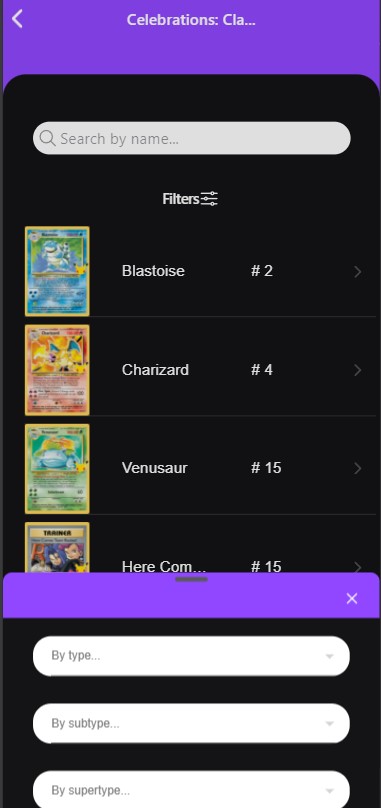 Celebrations: Cla...
Search by name...
Filters
Blastoise # 2
Charizard # 4
Venusaur # 15
TRAINER
Here Com... # 15
By type...
By subtype...
By supertype...